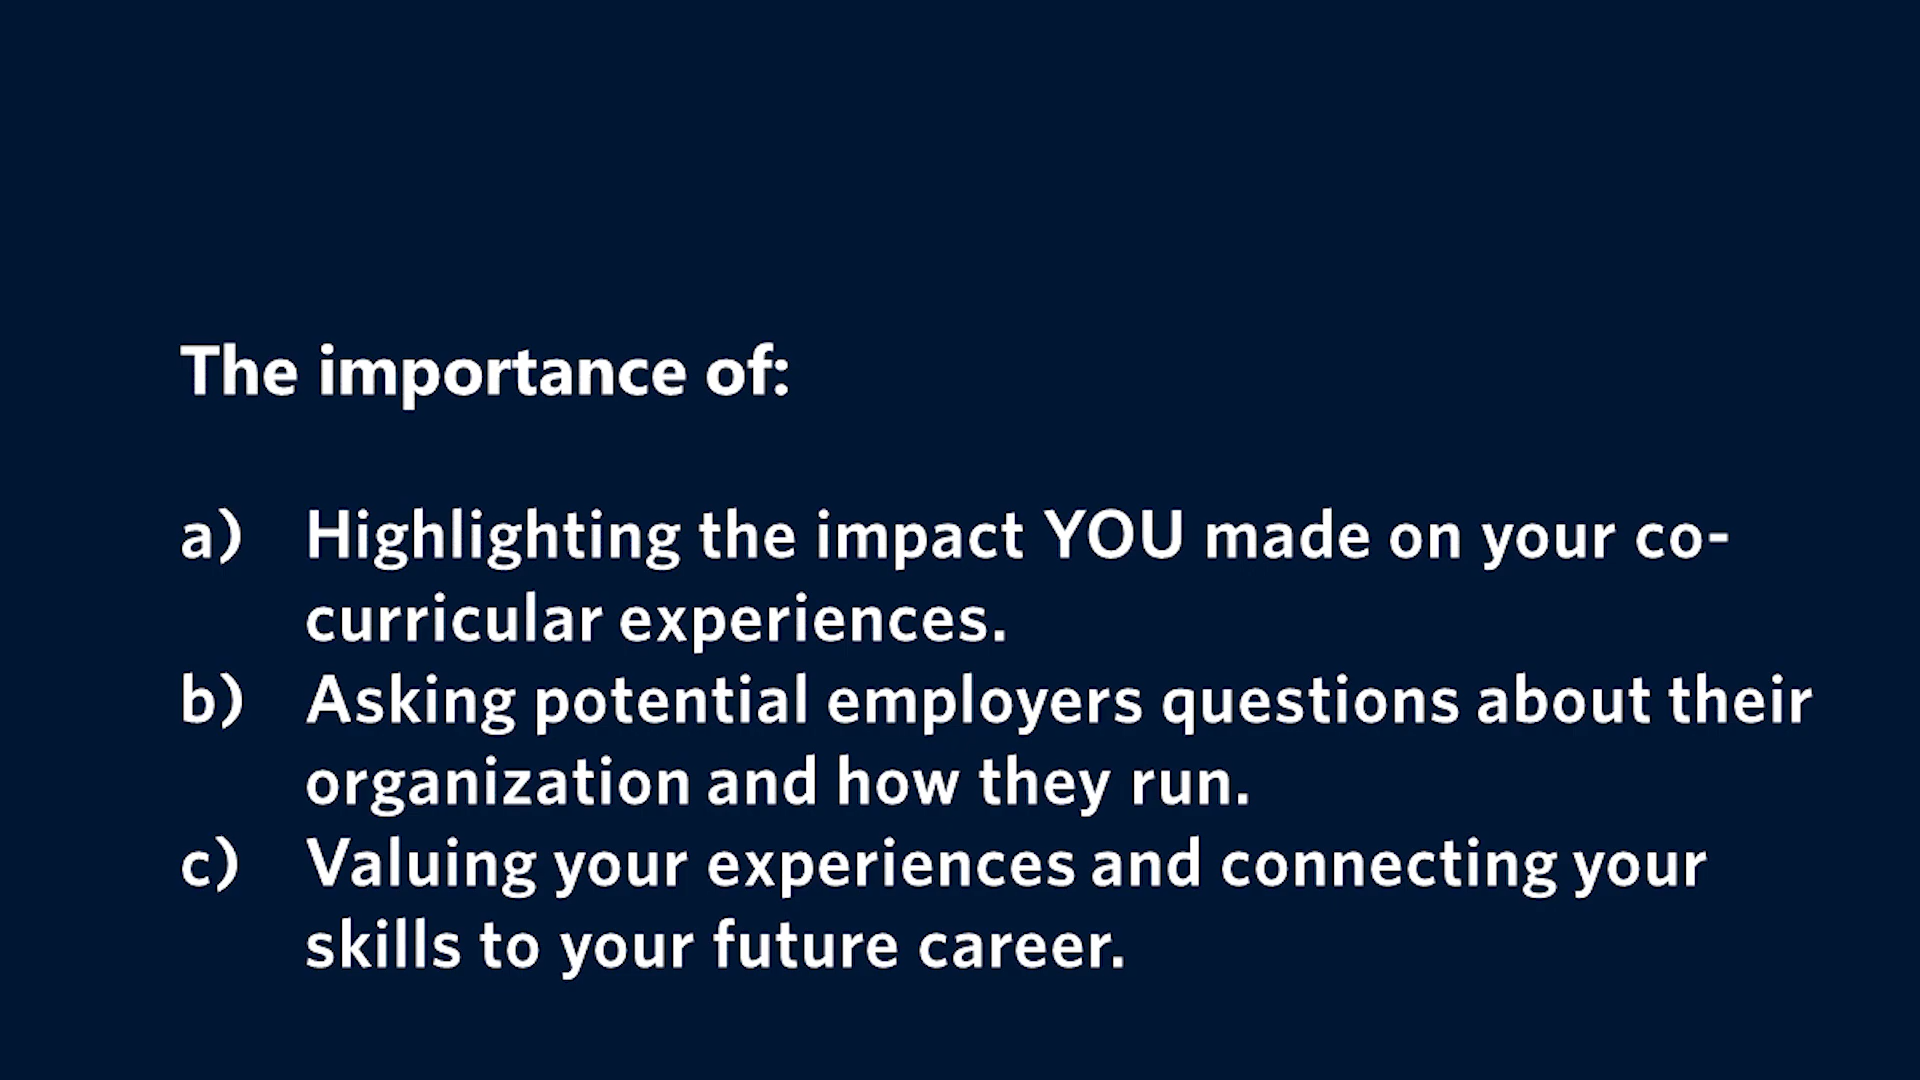 The importance of:
a) Highlighting the impact YOU made on your co-
curricular experiences.
b) Asking potential employers questions about their
organization and how they run.
c) Valuing your experiences and connecting your
skills to your future career.